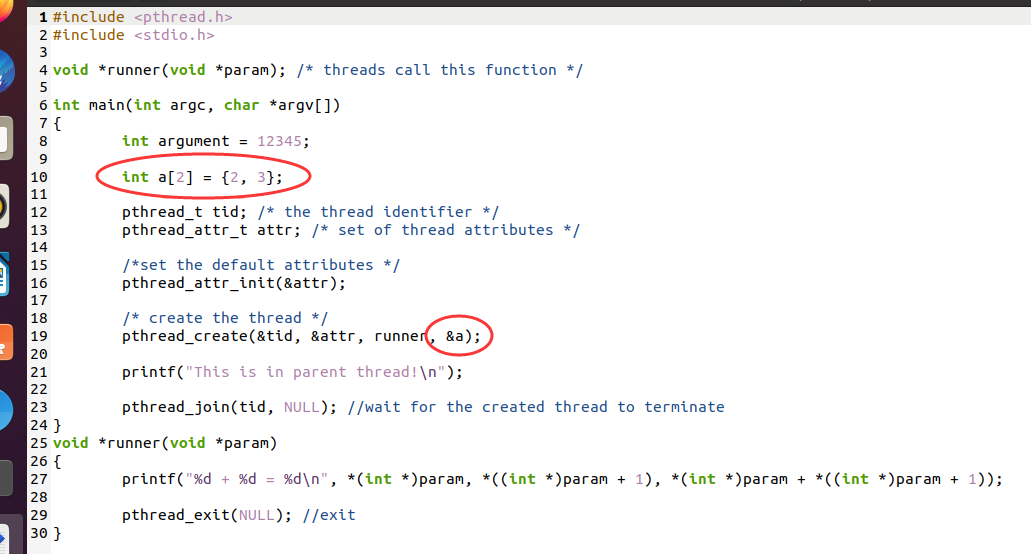 1 #include <pthread.h>
2 #include <stdio.h>
3
4 void *runner(void *param); /* threads call this function */
5
6 int main(int argc, char *argv[])
7 {
8 int argument = 12345;
9
10 int a[2] = {2, 3};
11
12 pthread_t tid; /* the thread identifier */
13 pthread_attr_t attr; /* set of thread attributes */
14
15 /*set the default attributes */
16 pthread_attr_init(&attr);
17
18 /* create the thread */
19 pthread_create(&tid, &attr, runner, &a);
20
21 printf("This is in parent thread!\n");
22
23 pthread_join(tid, NULL); //wait for the created thread to terminate
24 }
25 void *runner(void *param)
26 {
27 printf("%d + %d = %d\n", *(int *)param, *((int *)param + 1), *(int *)param + *((int *)param + 1));
28
29 pthread_exit(NULL); //exit
30 }